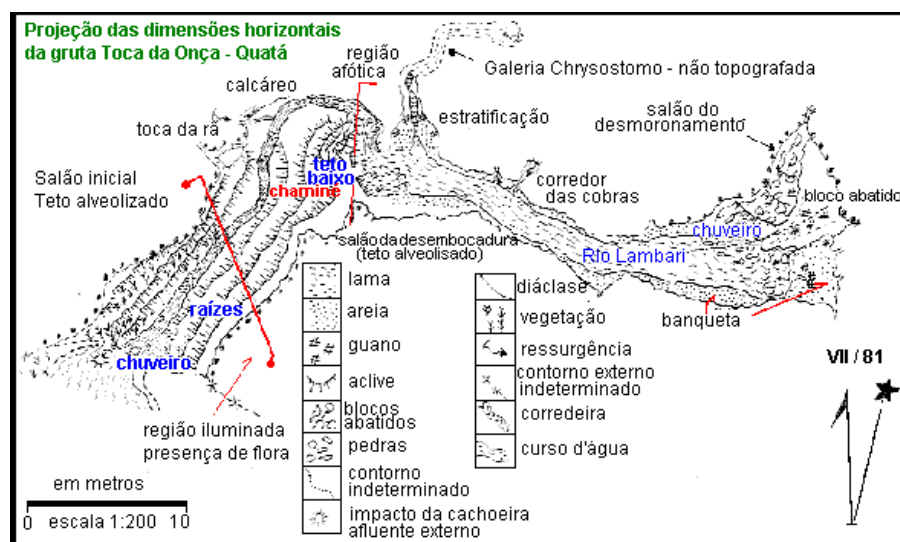 Projeção das dimensões horizontais
da gruta Toca da Onça - Quatá
região
afótica
Galeria Chrysostomo - não topografada
calcáreo
estratificação
salão do
desmoronamento
toca da rã
Salão inicial
Teto alveolizado
teto
baixo
chamine
corredor
das cobras
bloco abatido
chuveiro
salão da desembocadura
(teto alveolisado)
Rio Lambari
raízes
banqueta
chuveiro
região iluminada
presença de flora
lama
areia
guano
aclive
blocos
abatidos
pedras
contorno
indeterminado
impacto da cachoeira
afluente externo
diáclase
vegetação
ressurgência
contorno externo
indeterminado
corredeira
curso d'água
VII / 81
em metros
0 escala 1:200 10